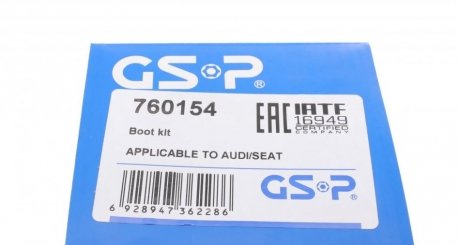 GSP®
760154
Boot kit
EAC
IATF
16949
CERTIFIED
COMPANY
APPLICABLE TO AUDI/SEAT
6 928947 362286
GSP®